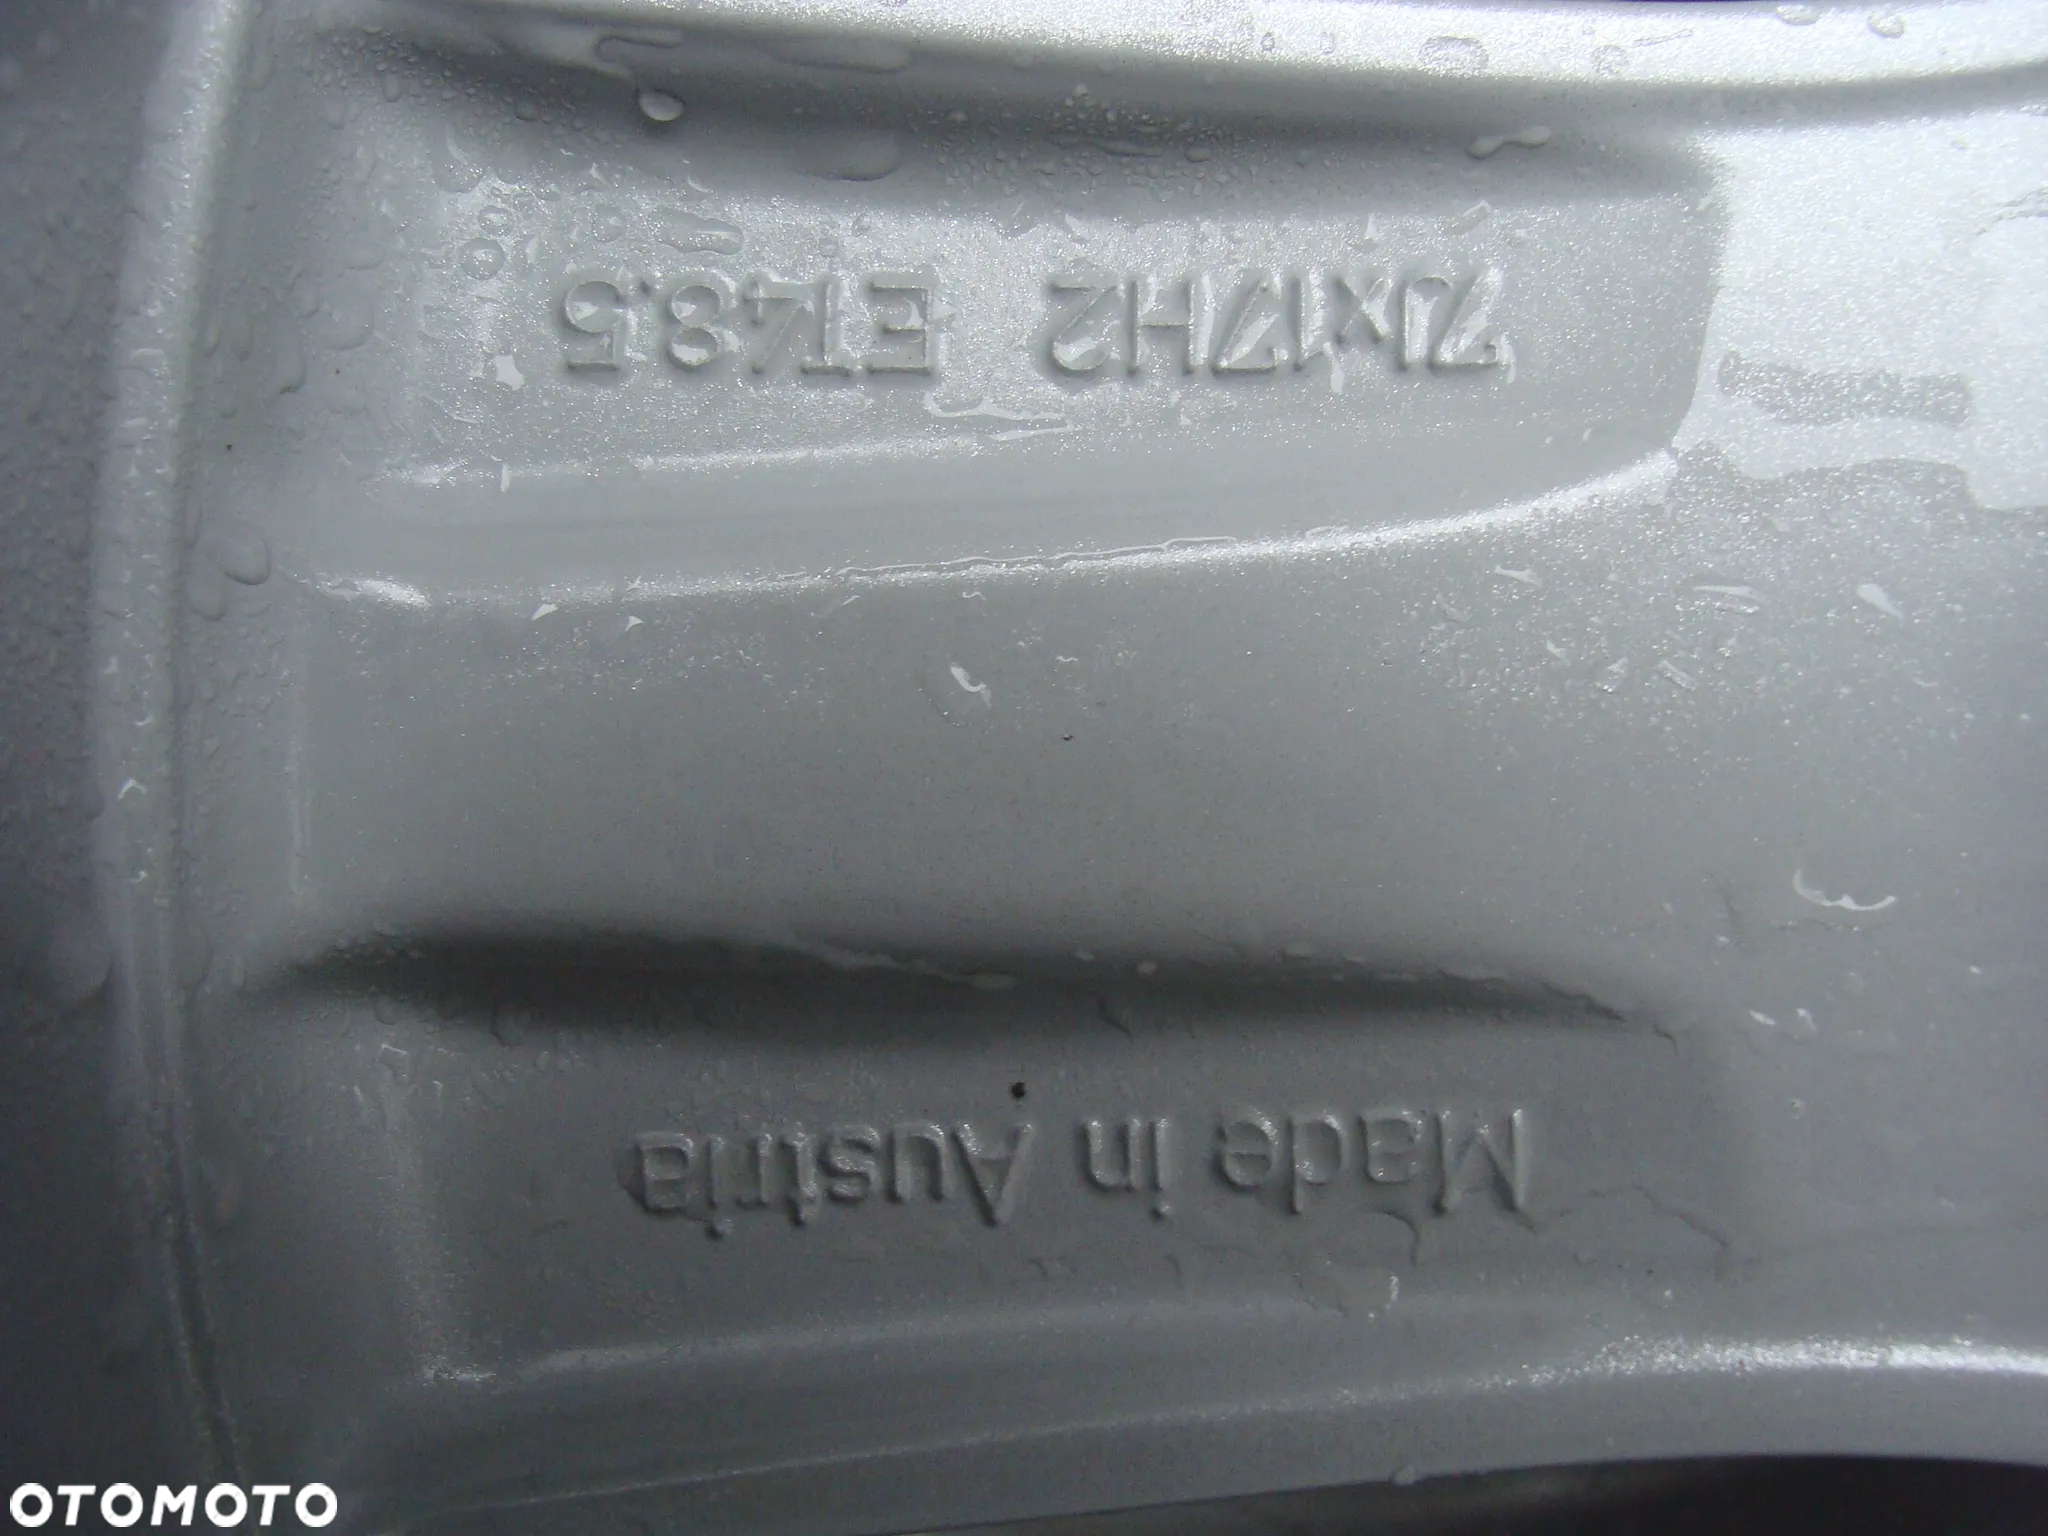 7Jx17H2 ET48.5
Made in Austria
OTOMOTO